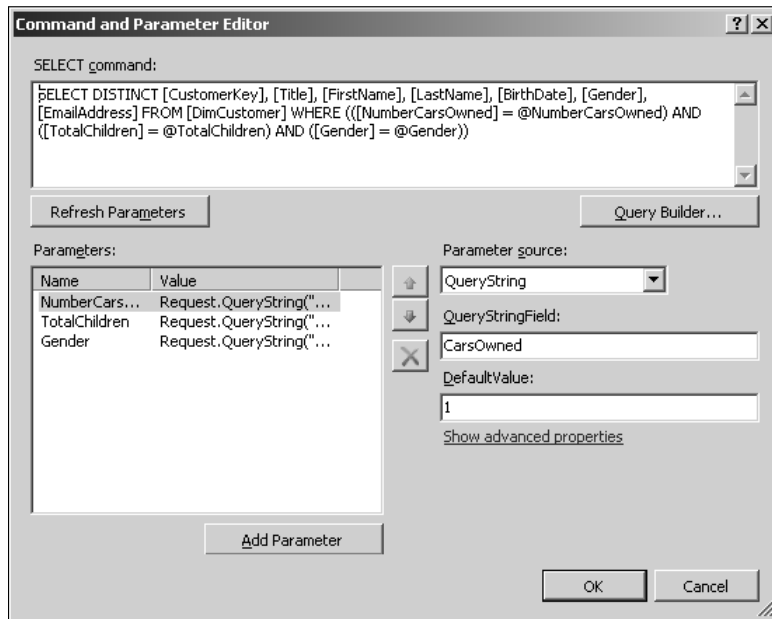 Command and Parameter Editor
SELECT command:
SELECT DISTINCT [CustomerKey], [Title], [FirstName], [LastName], [BirthDate], [Gender],
[EmailAddress] FROM [DimCustomer] WHERE (([NumberCarsOwned] = @NumberCarsOwned) AND
([TotalChildren] = @TotalChildren) AND ([Gender] = @Gender))
Refresh Parameters
Query Builder...
Parameters:
Name Value
NumberCars... Request.QueryString("...
TotalChildren Request.QueryString("...
Gender Request.QueryString("...
Add Parameter
Parameter source:
QueryString
QueryStringField:
CarsOwned
DefaultValue:
1
Show advanced properties
OK
Cancel